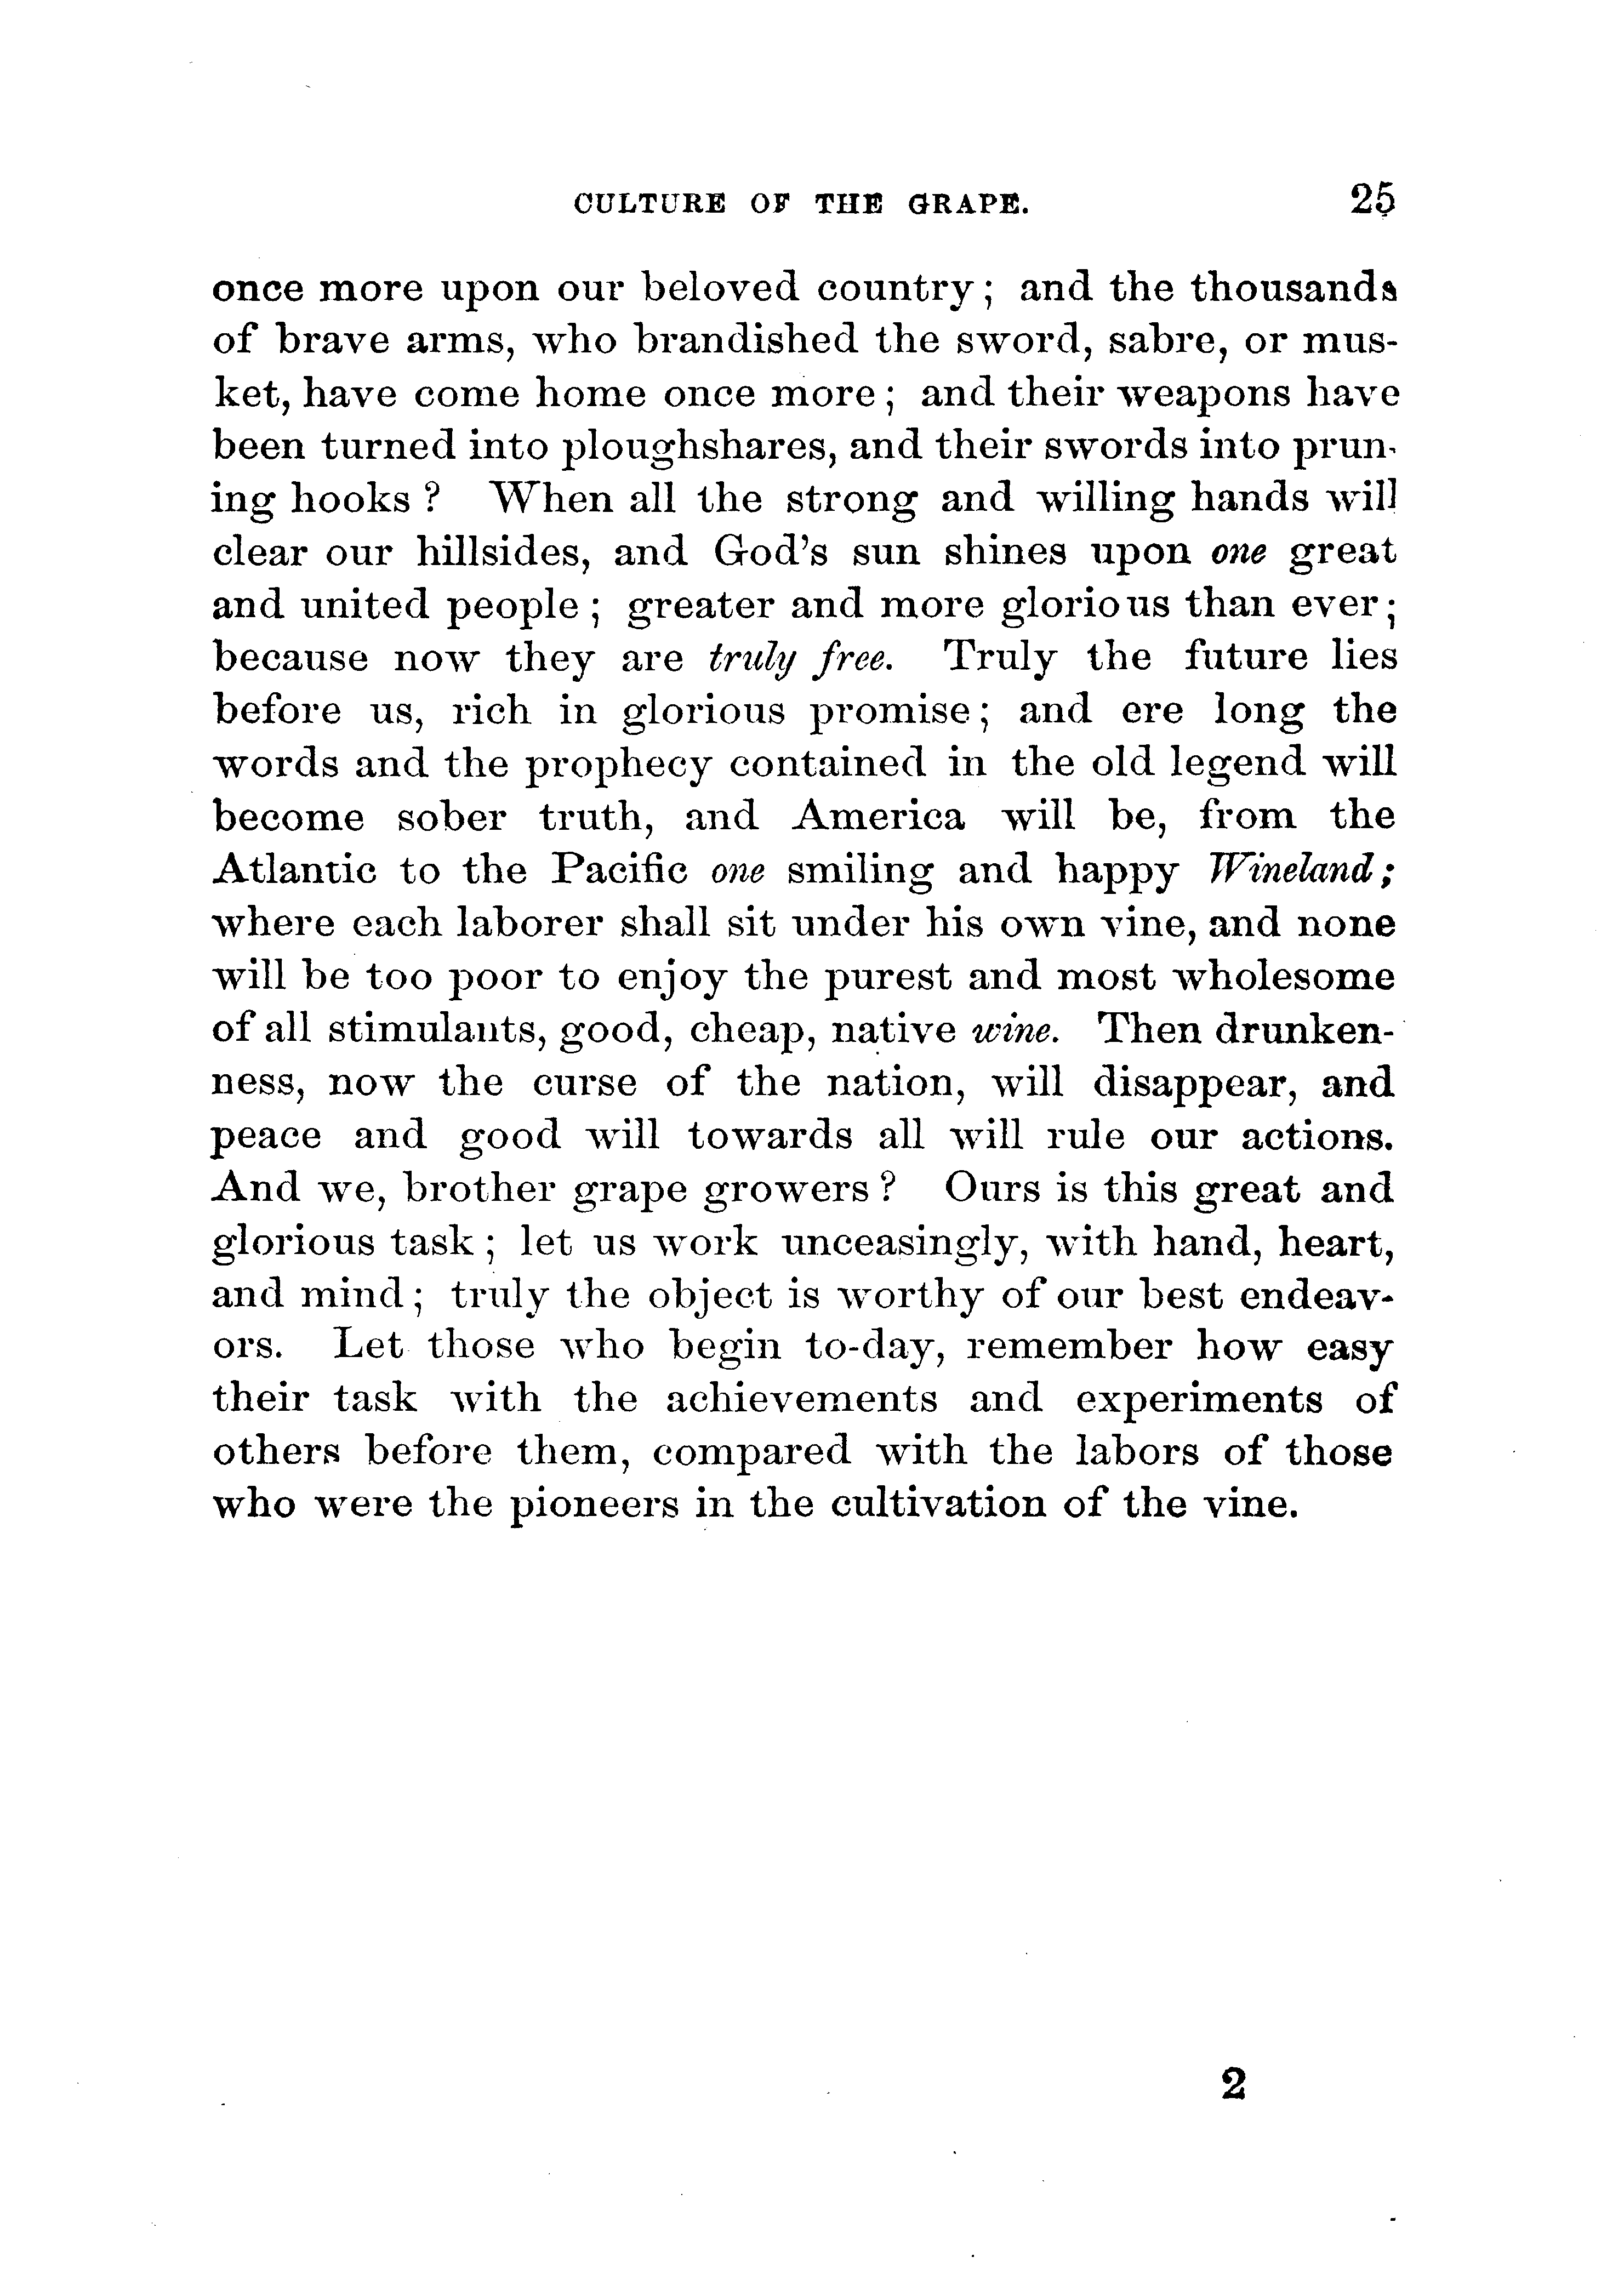 CULTURE OF THE GRAPE. 25
once more upon our beloved country; and the thousands
of brave arms, who brandished the sword, sabre, or mus-
ket, have come home once more; and their weapons have
been turned into ploughshares, and their swords into prun-
ing hooks? When all the strong and willing hands will
clear our hillsides, and God's sun shines upon one great
and united people; greater and more glorious than ever;
because now they are truly free. Truly the future lies
before us, rich in glorious promise; and ere long the
words and the prophecy contained in the old legend will
become sober truth, and America will be, from the
Atlantic to the Pacific one smiling and happy Wineland;
where each laborer shall sit under his own vine, and none
will be too poor to enjoy the purest and most wholesome
of all stimulants, good, cheap, native wine. Then drunken-
ness, now the curse of the nation, will disappear, and
peace and good will towards all will rule our actions.
And we, brother grape growers? Ours is this great and
glorious task; let us work unceasingly, with hand, heart,
and mind; truly the object is worthy of our best endeav-
ors. Let those who begin to-day, remember how easy
their task with the achievements and experiments of
others before them, compared with the labors of those
who were the pioneers in the cultivation of the vine.
2